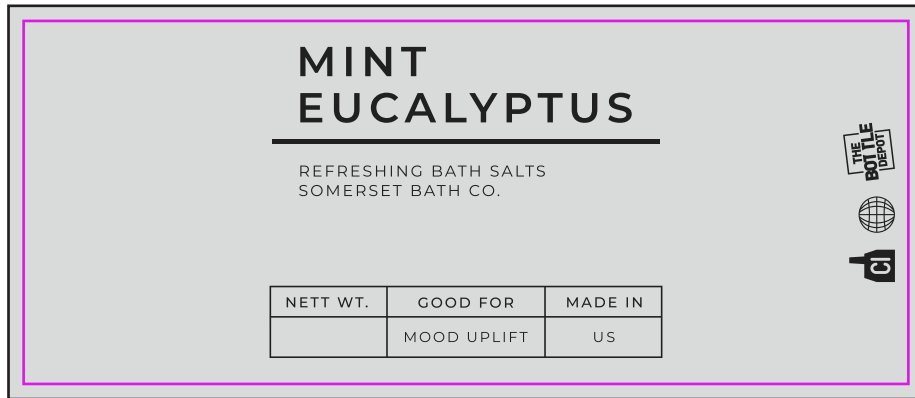 MINT
EUCALYPTUS
REFRESHING BATH SALTS
SOMERSET BATH CO.
NETT WT. GOOD FOR MADE IN
MOOD UPLIFT US
THE
BOTTLE
DEPOT
CI